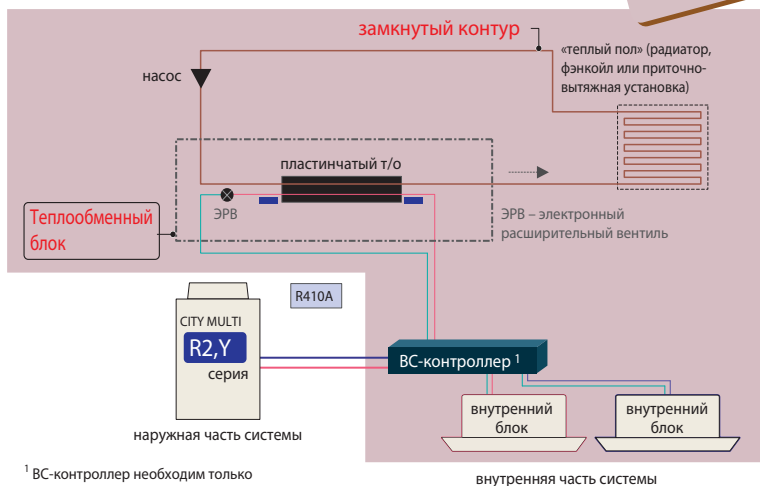 замкнутый контур
«теплый пол» (радиатор,
фэнкойл или приточно-
вытяжная установка)
насос
пластинчатый т/о
ЭРВ
ЭРВ – электронный
расширительный вентиль
Теплообменный
блок
R410A
CITY MULTI
R2,Y
серия
BC-контроллер 1
внутренний
блок
внутренний
блок
наружная часть системы
1 BC-контроллер необходим только
внутренняя часть системы